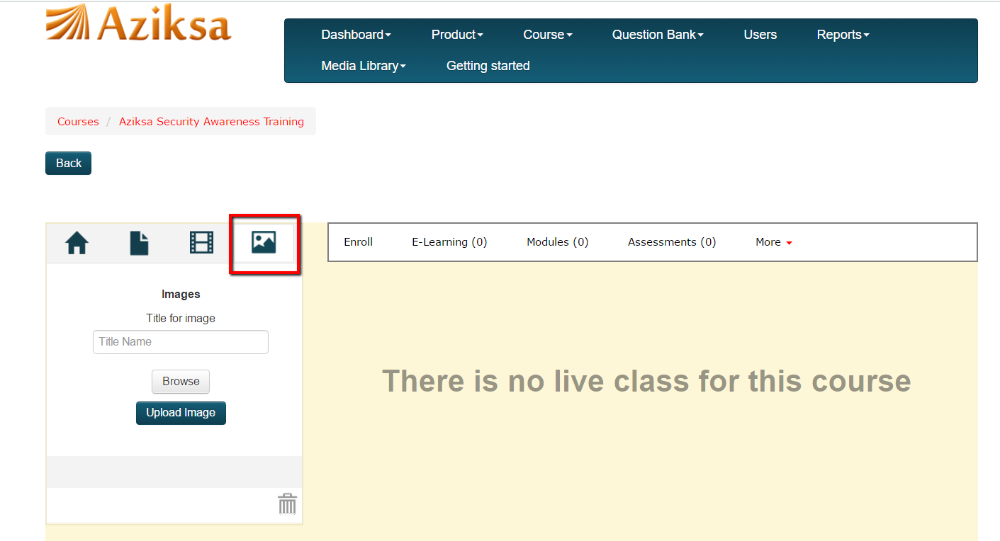 Aziksa
Dashboard Product Course Question Bank Users Reports
Media Library Getting started
Courses / Aziksa Security Awareness Training
Back
Enroll E-Learning (0) Modules (0) Assessments (0) More
Images
Title for image
Title Name
Browse
Upload Image
There is no live class for this course